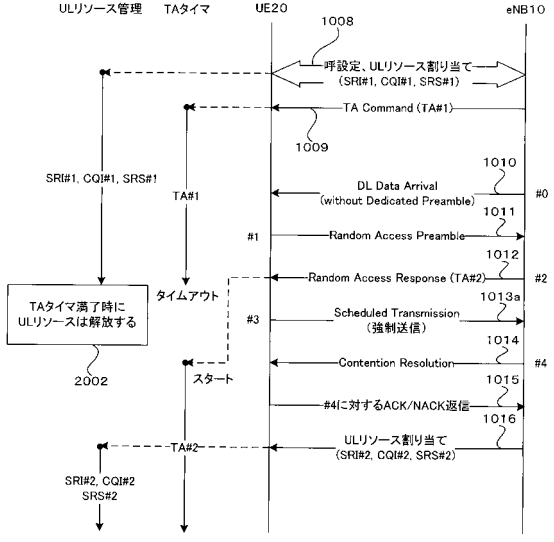 ULリソース管理 TAタイマ UE20 eNB10
1008
呼設定、ULリソース割り当て
(SRI#1, CQI#1, SRS#1)
TA Command (TA#1)
1009
SRI#1, CQI#1, SRS#1
TA#1
1010
DL Data Arrival
(without Dedicated Preamble)
#0
1011
#1
Random Access Preamble
1012
Random Access Response (TA#2)
#2
タイムアウト
1013a
TAタイマ満了時に
ULリソースは解放する
#3
Scheduled Transmission
(強制送信)
1014
Contention Resolution
#4
2002
スタート
1015
#4に対するACK/NACK返信
1016
ULリソース割り当て
(SRI#2, CQI#2, SRS#2)
TA#2
SRI#2, CQI#2
SRS#2